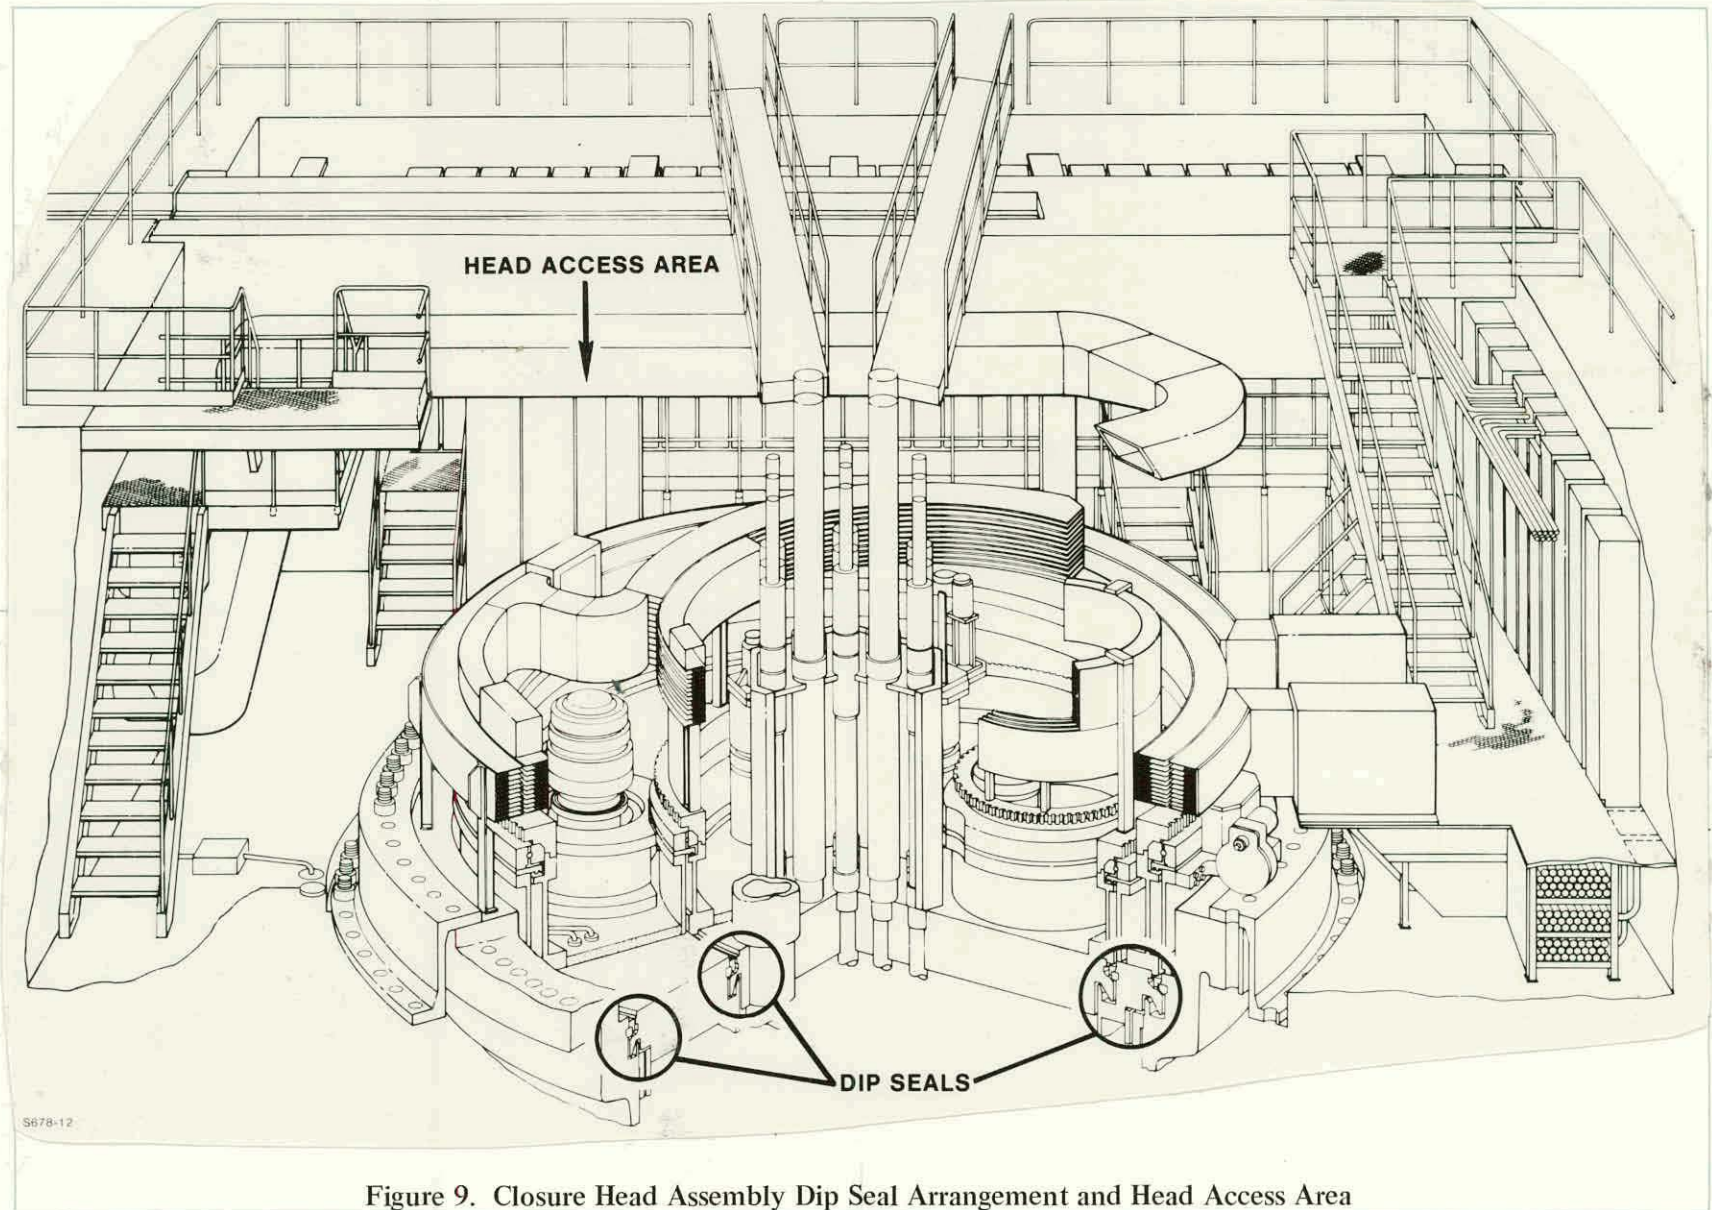 HEAD ACCESS AREA
DIP SEALS
S678-12
Figure 9. Closure Head Assembly Dip Seal Arrangement and Head Access Area